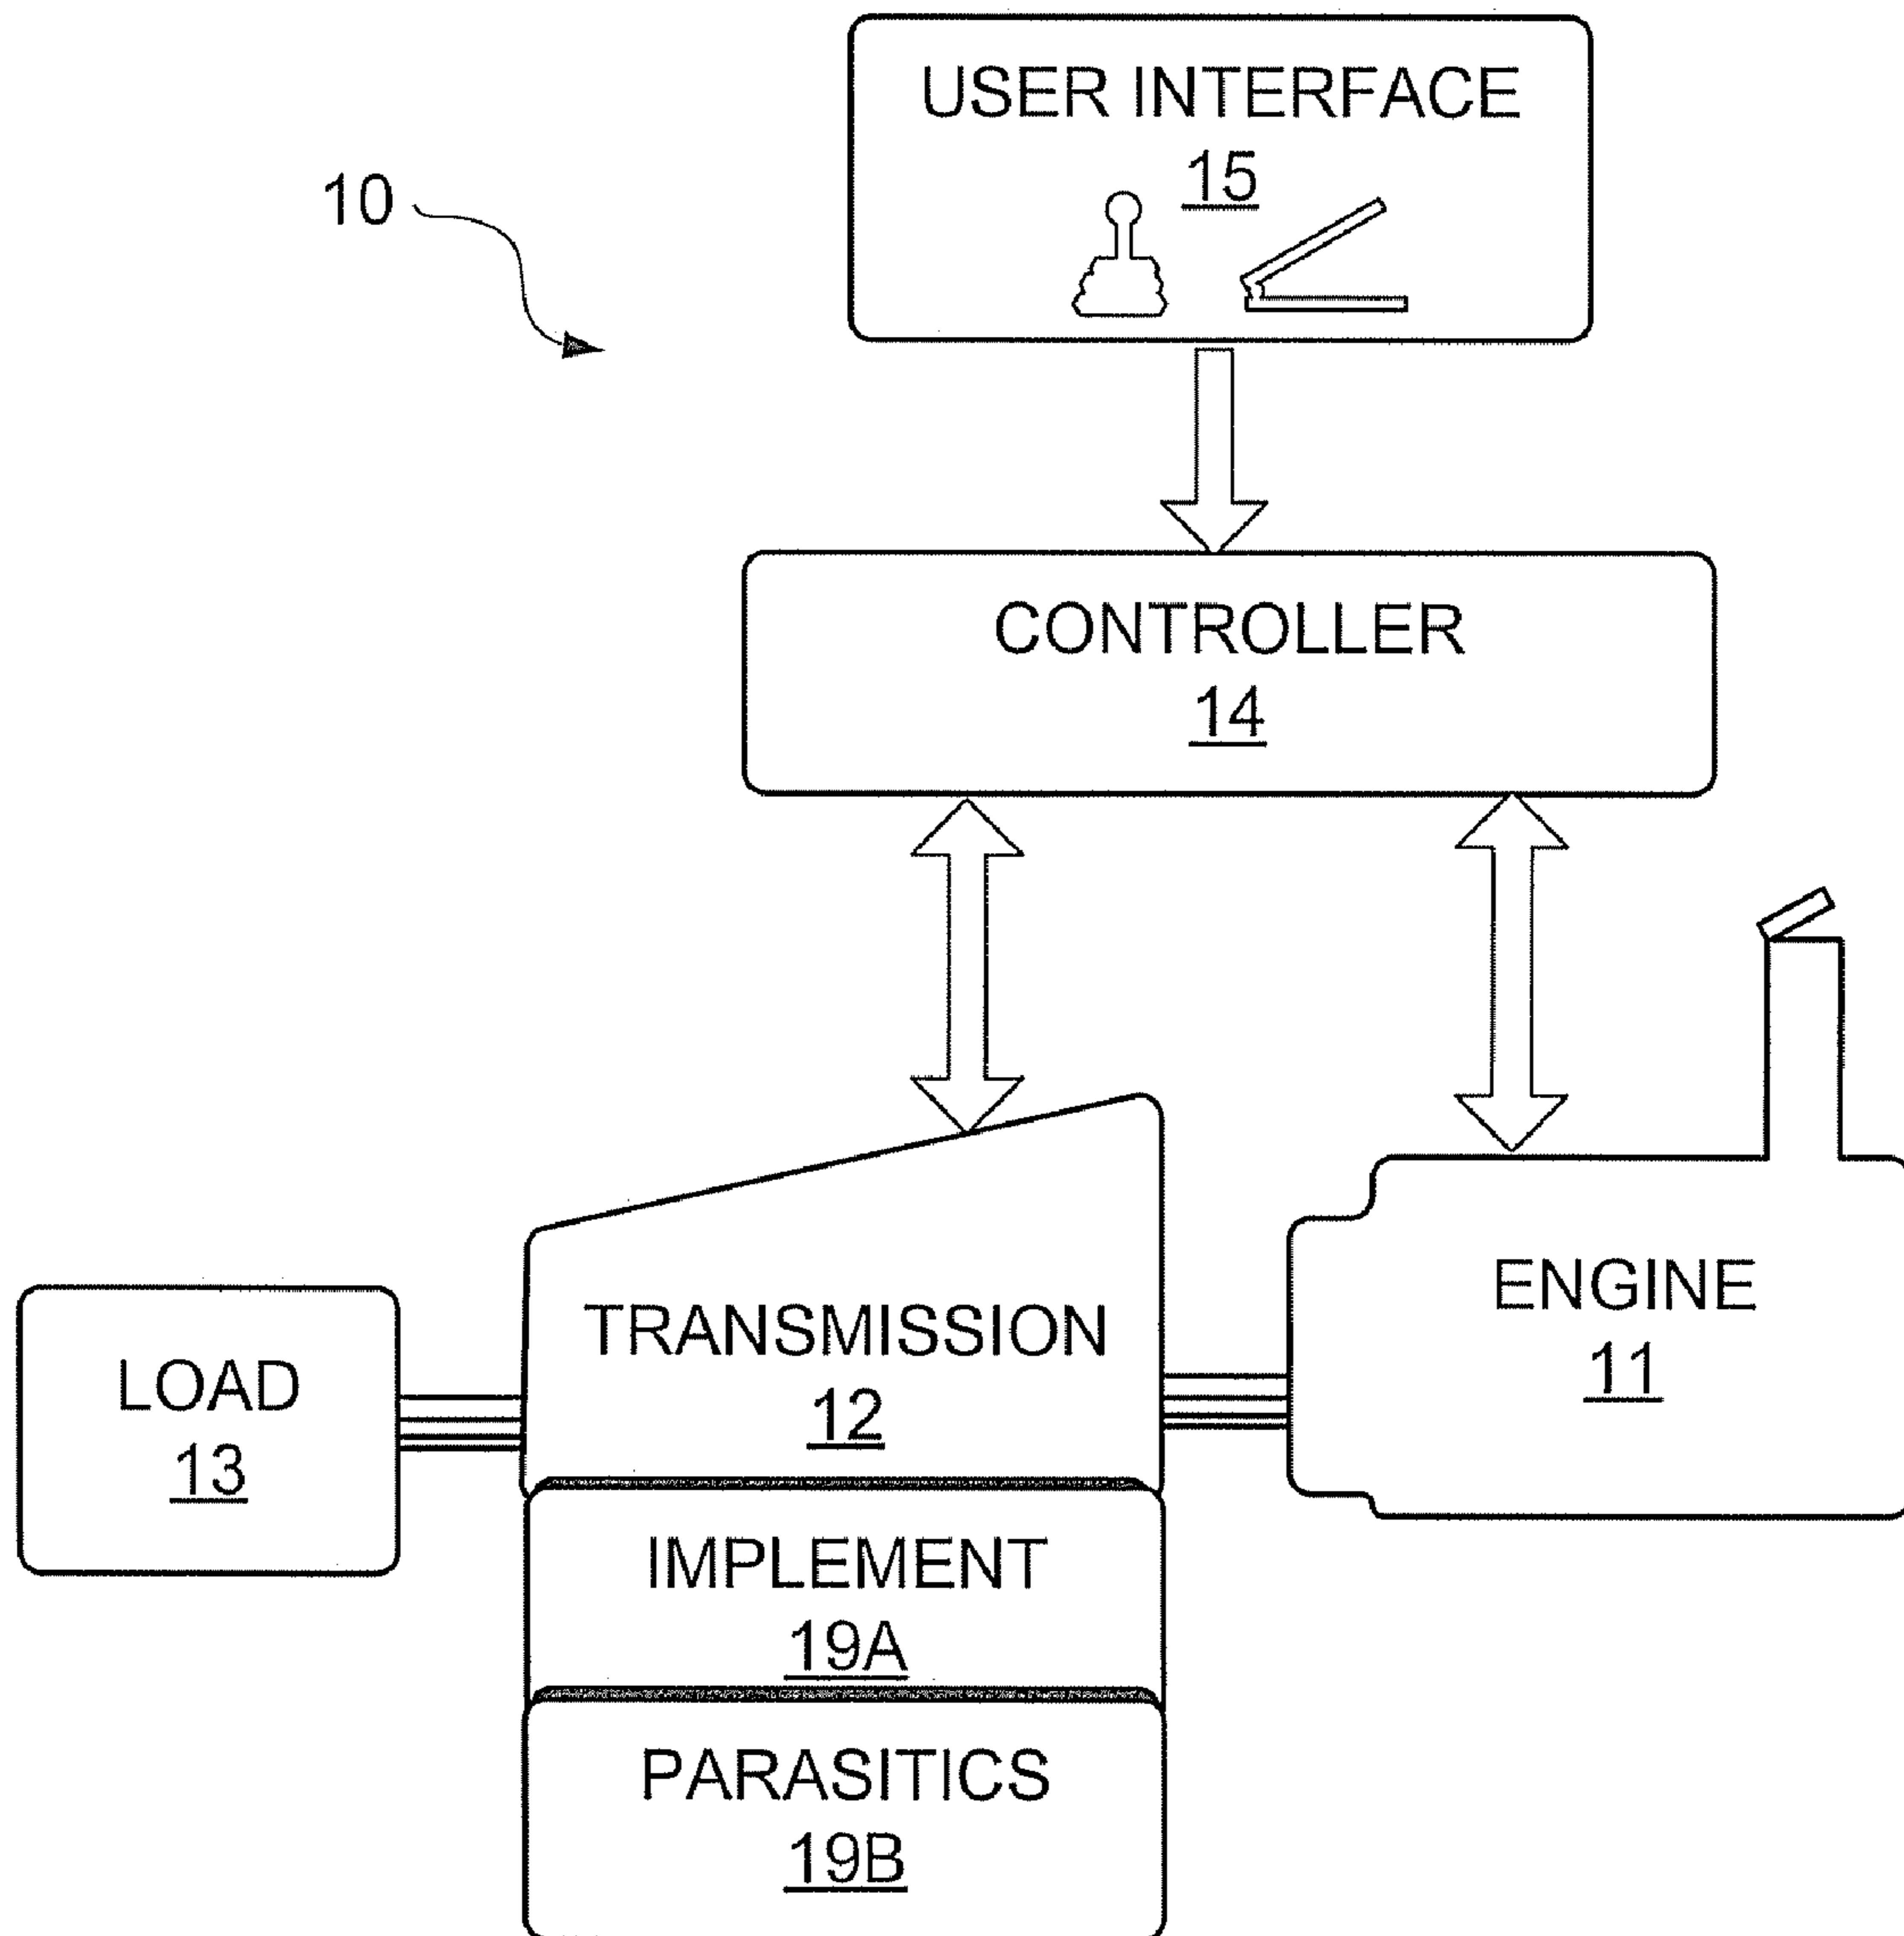 USER INTERFACE
15
10
CONTROLLER
14
ENGINE
11
TRANSMISSION
12
LOAD
13
IMPLEMENT
19A
PARASITICS
19B